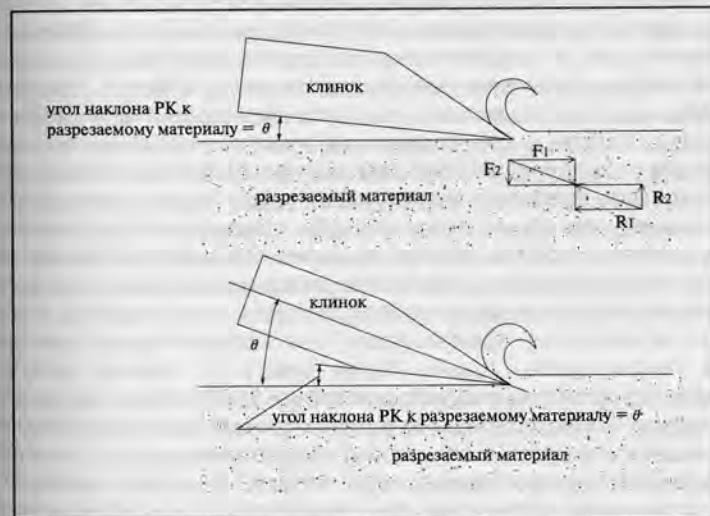 клинок
угол наклона РК к
разрезаемому материалу = θ
F1
F2
разрезаемый материал
R2
R1
клинок
θ
угол наклона РК к разрезаемому материалу = θ
разрезаемый материал